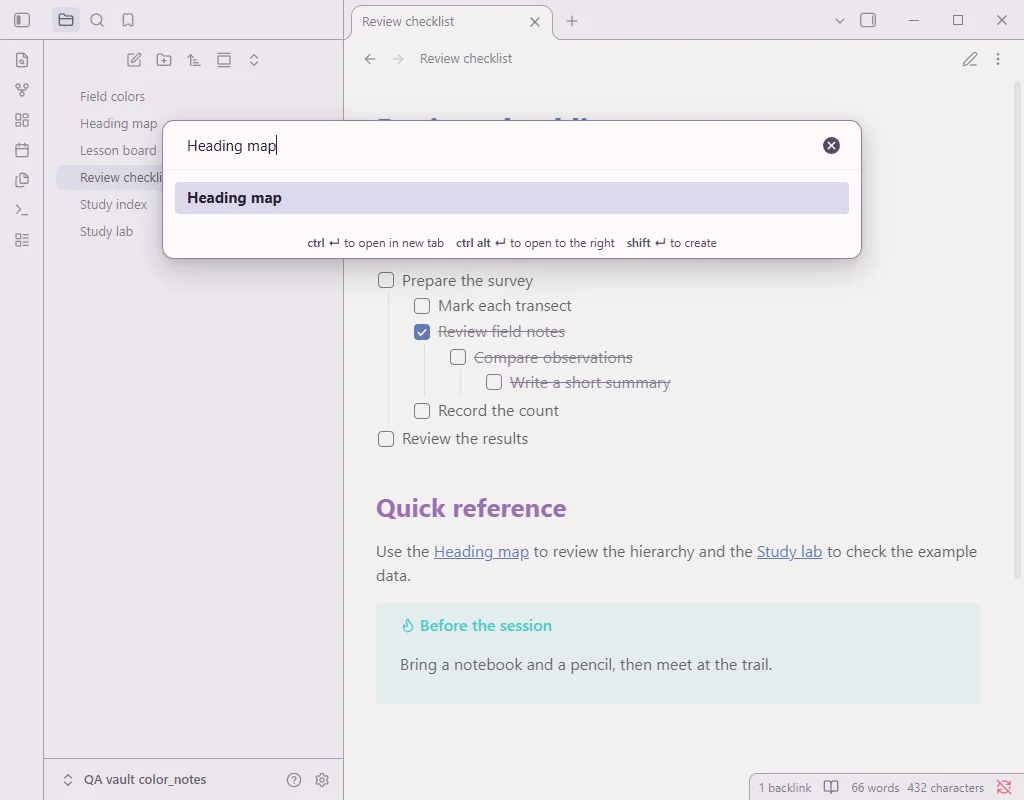 Review checklist
Review checklist
Field colors
Heading map
Lesson board
Review checkli
Study index
Study lab
Heading map
Heading map
ctrl ↵ to open in new tab ctrl alt ↵ to open to the right shift ↵ to create
Prepare the survey
Mark each transect
Review field notes
Compare observations
Write a short summary
Record the count
Review the results
Quick reference
Use the Heading map to review the hierarchy and the Study lab to check the example
data.
Before the session
Bring a notebook and a pencil, then meet at the trail.
QA vault color_notes
1 backlink 66 words 432 characters